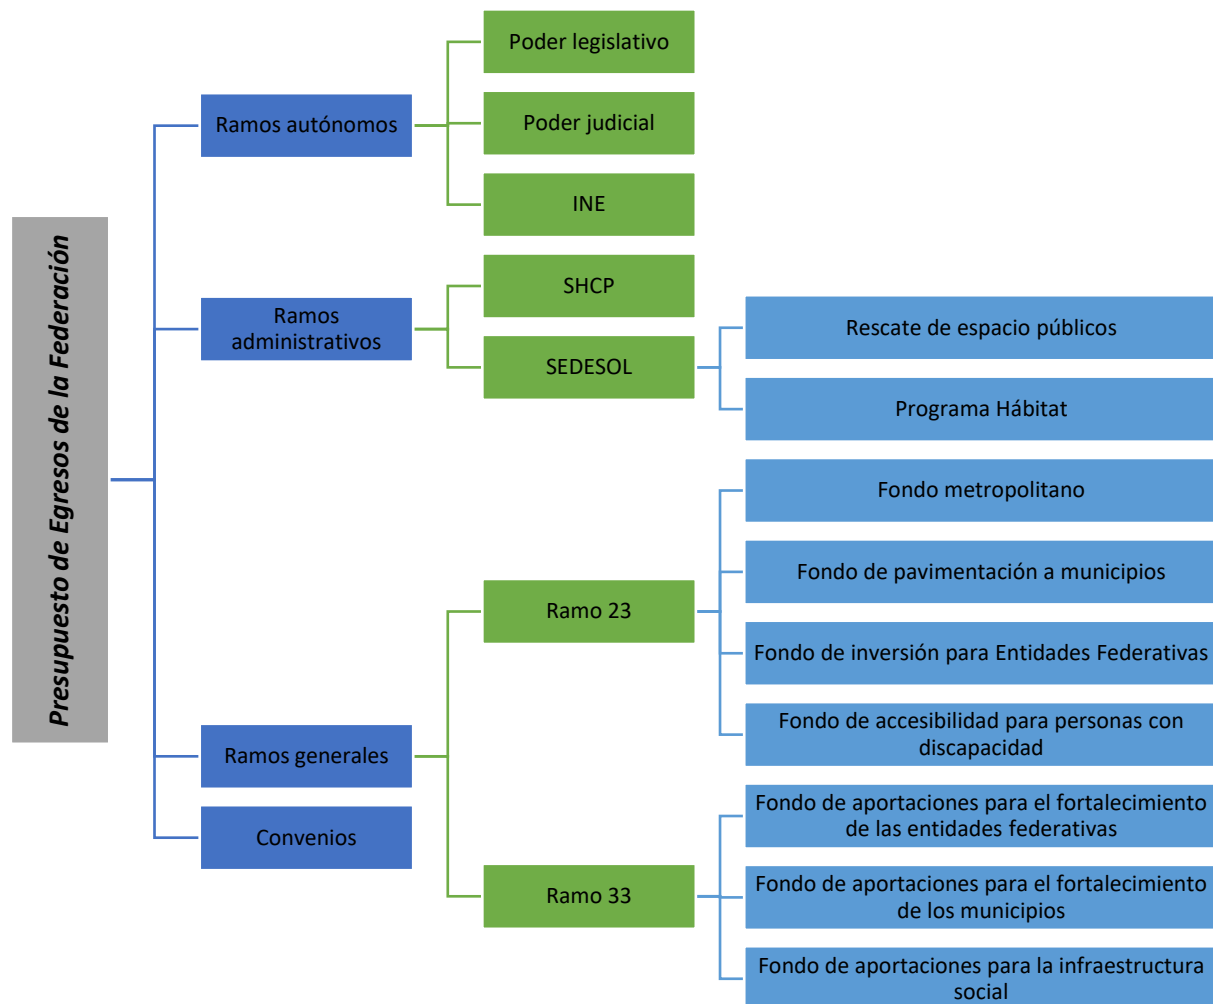 Presupuesto de Egresos de la Federación
Ramos autónomos
Poder legislativo
Poder judicial
INE
Ramos
administrativos
SHCP
SEDESOL
Rescate de espacio públicos
Programa Hábitat
Ramos generales
Ramo 23
Fondo metropolitano
Fondo de pavimentación a municipios
Fondo de inversión para Entidades Federativas
Fondo de accesibilidad para personas con
discapacidad
Ramo 33
Fondo de aportaciones para el fortalecimiento
de las entidades federativas
Fondo de aportaciones para el fortalecimiento
de los municipios
Fondo de aportaciones para la infraestructura
social
Convenios